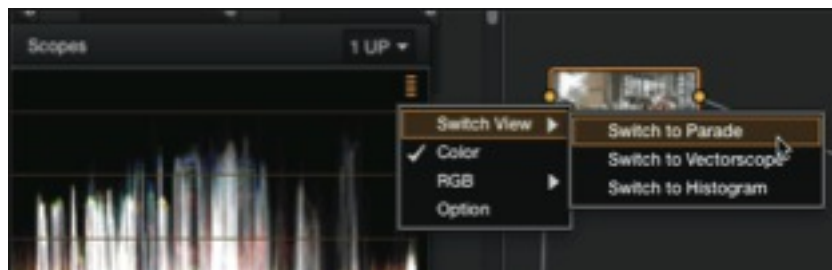 Scopes 1 UP
Switch View
Color
RGB
Option
Switch to Parade
Switch to Vectorscope
Switch to Histogram